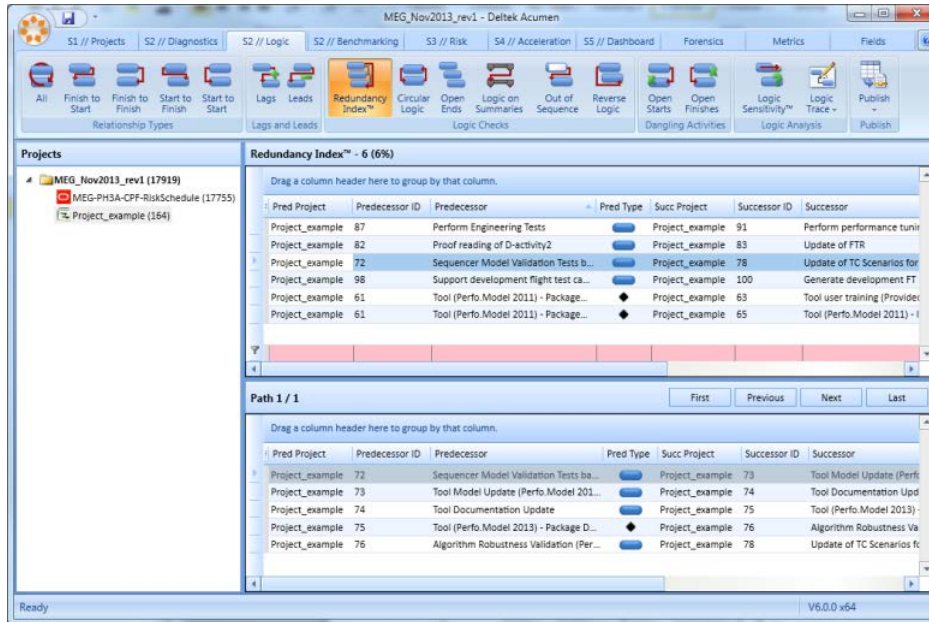 MEG_Nov2013_rev1 - Deltek Acumen
S1 // Projects S2 // Diagnostics S2 // Logic S2 // Benchmarking S3 // Risk S4 // Acceleration S5 // Dashboard Forensics Metrics Fields
All Finish to Start Finish to Finish Start to Finish Start to Start Lags Leads Redundancy Index™ Circular Logic Open Ends Logic on Summaries Out of Sequence Reverse Logic Open Starts Open Finishes Logic Sensitivity™ Logic Trace Publish
Relationship Types Lags and Leads Logic Checks Dangling Activities Logic Analysis Publish
Projects
MEG_Nov2013_rev1 (17919)
MEG-PH3A-CPF-RiskSchedule (17755)
Project_example (164)
Redundancy Index™ - 6 (6%)
Drag a column header here to group by that column.
Pred Project Predecessor ID Predecessor Pred Type Succ Project Successor ID Successor
Project_example 87 Perform Engineering Tests Project_example 91 Perform performance tunin
Project_example 82 Proof reading of D-activity2 Project_example 83 Update of FTR
Project_example 72 Sequencer Model Validation Tests b... Project_example 78 Update of TC Scenarios for
Project_example 98 Support development flight test ca... Project_example 100 Generate development FT
Project_example 61 Tool (Perfo.Model 2011) - Package... Project_example 63 Tool user training (Provided
Project_example 61 Tool (Perfo.Model 2011) - Package... Project_example 65 Tool (Perfo.Model 2011) -
Path 1 / 1 First Previous Next Last
Drag a column header here to group by that column.
Pred Project Predecessor ID Predecessor Pred Type Succ Project Successor ID Successor
Project_example 72 Sequencer Model Validation Tests ba... Project_example 73 Tool Model Update (Perfo
Project_example 73 Tool Model Update (Perfo.Model 201... Project_example 74 Tool Documentation Upd
Project_example 74 Tool Documentation Update Project_example 75 Tool (Perfo.Model 2013) -
Project_example 75 Tool (Perfo.Model 2013) - Package D... Project_example 76 Algorithm Robustness Va
Project_example 76 Algorithm Robustness Validation (Per... Project_example 78 Update of TC Scenarios fo
Ready V6.0.0 x64